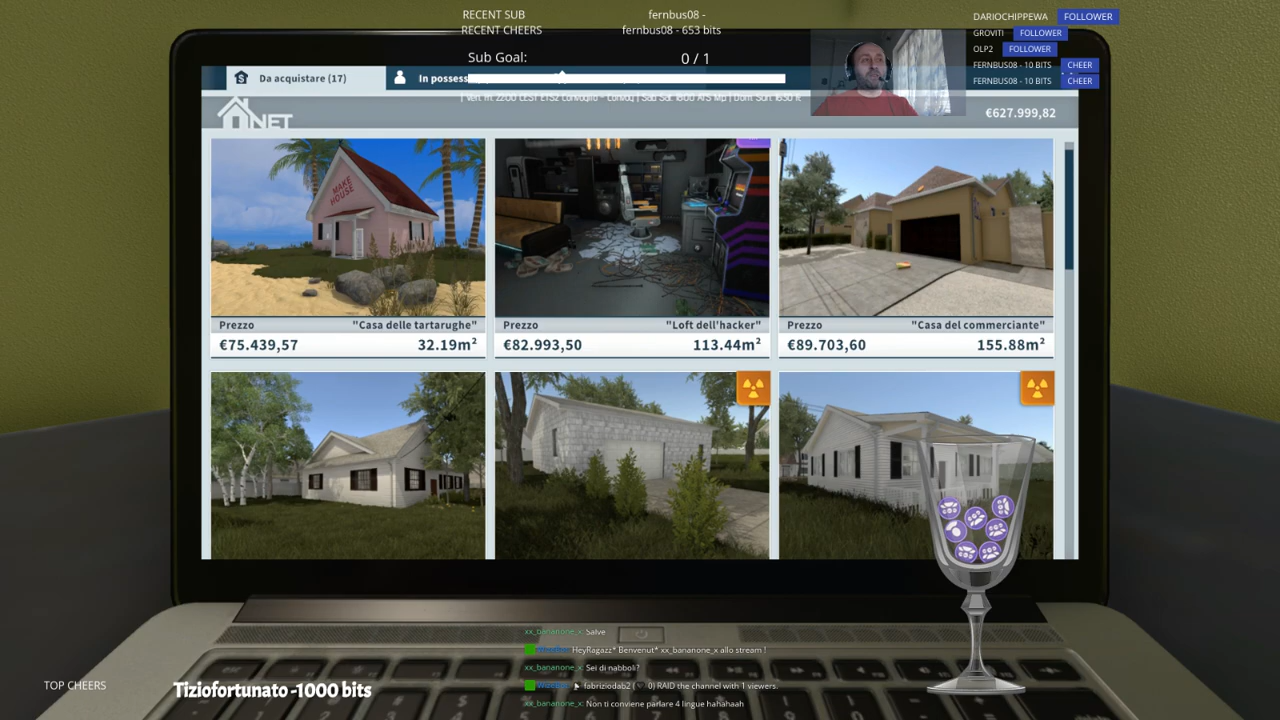 RECENT SUB
fernbus08 -
RECENT CHEERS
fernbus08 - 653 bits
Sub Goal:
0 / 1
DARIOCHIPPEWA FOLLOWER
GROVITI FOLLOWER
OLP2 FOLLOWER
FERNBUS08 - 10 BITS CHEER
FERNBUS08 - 10 BITS CHEER
Da acquistare (17)
In possess
NET
€627.999,82
MAKE HOUSE
Prezzo "Casa delle tartarughe"
€75.439,57 32.19m²
Prezzo "Loft dell'hacker"
€82.993,50 113.44m²
Prezzo "Casa del commerciante"
€89.703,60 155.88m²
xx_bananone_x: Salve
HeyRagazz* Benvenut* xx_bananone_x allo stream !
xx_bananone_x: Sei di nabboli?
fabriziodab2 ( 0) RAID the channel with 1 viewers.
xx_bananone_x: Non ti conviene parlare 4 lingue hahahaah
TOP CHEERS
Tiziofortunato -1000 bits